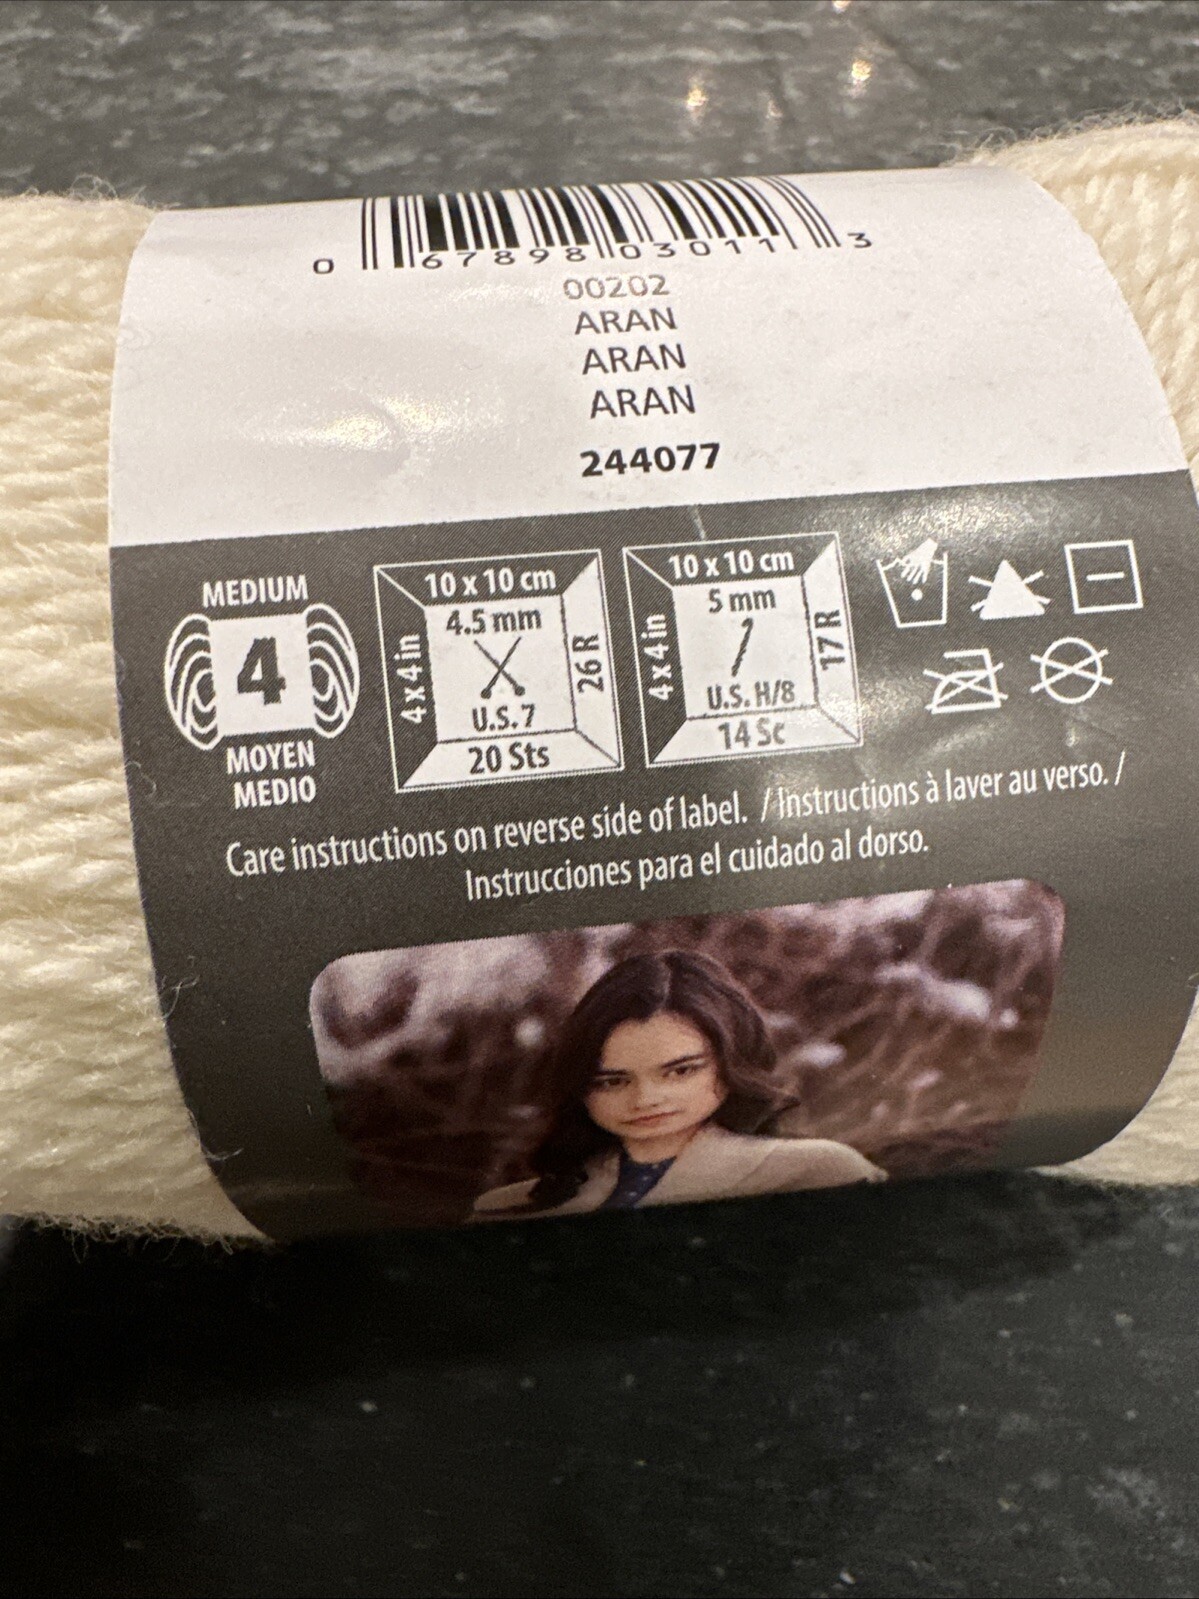 0 67898 03011 3
00202
ARAN
ARAN
ARAN
244077
MEDIUM
4
MOYEN
MEDIO
10 x 10 cm
4 x 4 in
4.5 mm
26 R
U.S. 7
20 Sts
10 x 10 cm
4 x 4 in
5 mm
17 R
U.S. H/8
14 Sc
Care instructions on reverse side of label. / Instructions à laver au verso. /
Instrucciones para el cuidado al dorso.